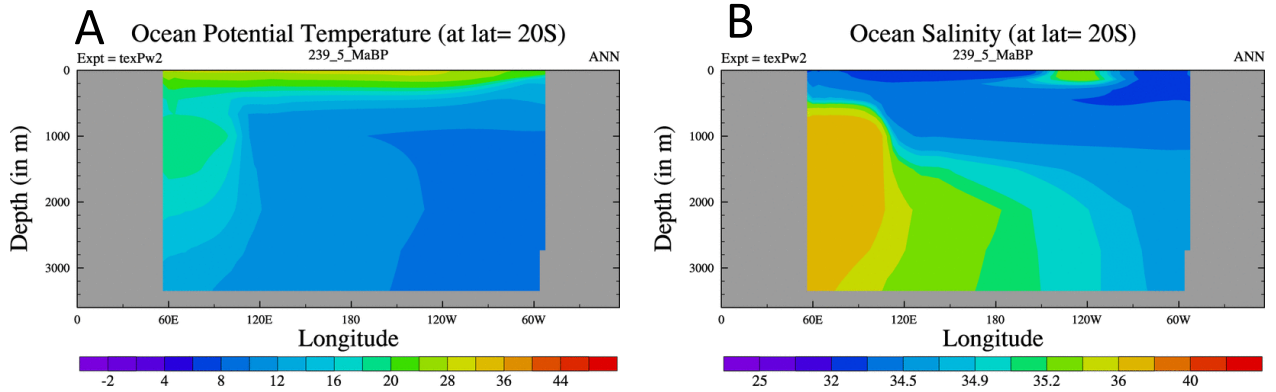 A
Ocean Potential Temperature (at lat= 20S)
Expt = texPw2 239_5_MaBP ANN
0
1000
2000
3000
Depth (in m)
0 60E 120E 180 120W 60W
Longitude
-2 4 8 12 16 20 28 36 44
B
Ocean Salinity (at lat= 20S)
Expt = texPw2 239_5_MaBP ANN
0
1000
2000
3000
Depth (in m)
0 60E 120E 180 120W 60W
Longitude
25 32 34.5 34.9 35.2 36 40